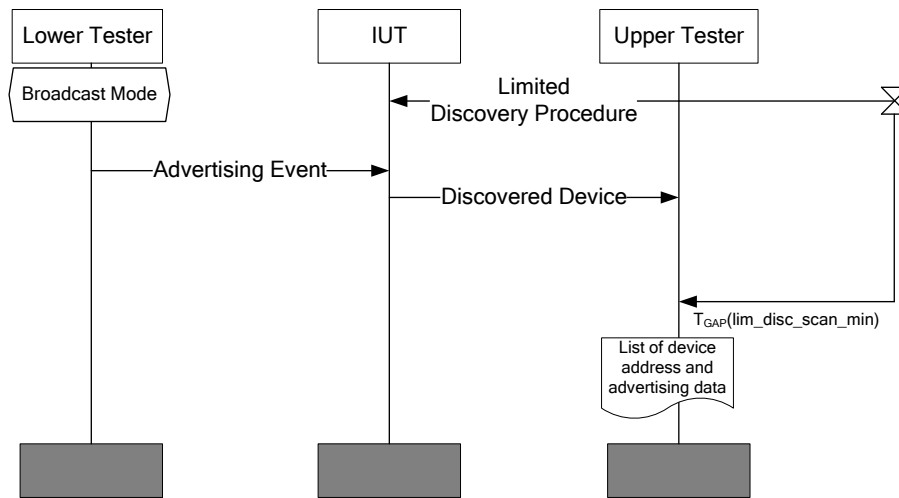 Lower Tester
IUT
Upper Tester
Broadcast Mode
Limited
Discovery Procedure
Advertising Event
Discovered Device
TGAP(lim_disc_scan_min)
List of device
address and
advertising data